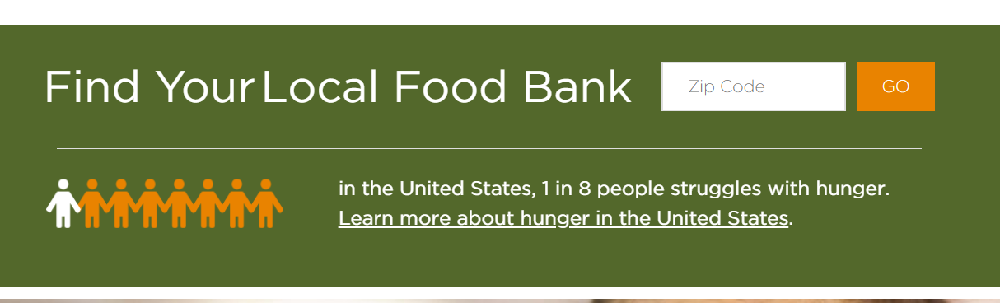 Find Your Local Food Bank
Zip Code
GO
in the United States, 1 in 8 people struggles with hunger.
Learn more about hunger in the United States.